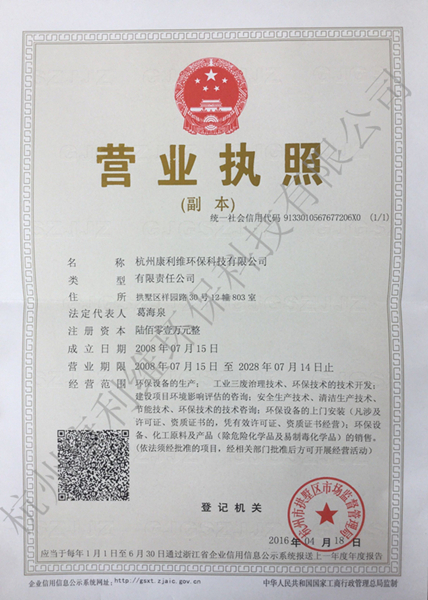 营业执照
(副 本)
统一社会信用代码 9133010567677206X0 (1/1)
名 称 杭州康利维环保科技有限公司
类 型 有限责任公司
住 所 拱墅区祥园路30号12幢803室
法定代表人 葛海泉
注册资本 陆佰零壹万元整
成立日期 2008年07月15日
营业期限 2008年07月15日 至 2028年07月14日止
经营范围 环保设备的生产; 工业三废治理技术、环保技术的技术开发;
建设项目环境影响评估的咨询; 安全生产技术、清洁生产技术、
节能技术、环保技术的技术咨询; 环保设备的上门安装(凡涉及
许可证、资质证书的,凭有效许可证、资质证书经营); 环保设
备、化工原料及产品(除危险化学品及易制毒化学品)的销售。
(依法须经批准的项目,经相关部门批准后方可开展经营活动)
登记机关
杭州市拱墅区市场监督管理局
2016年04月18日
应当于每年1月1日至6月30日通过浙江省企业信用信息公示系统报送上一年度年度报告
企业信用信息公示系统网址: http://gsxt.zjaic.gov.cn 中华人民共和国国家工商行政管理总局监制
杭州康利维环保科技有限公司